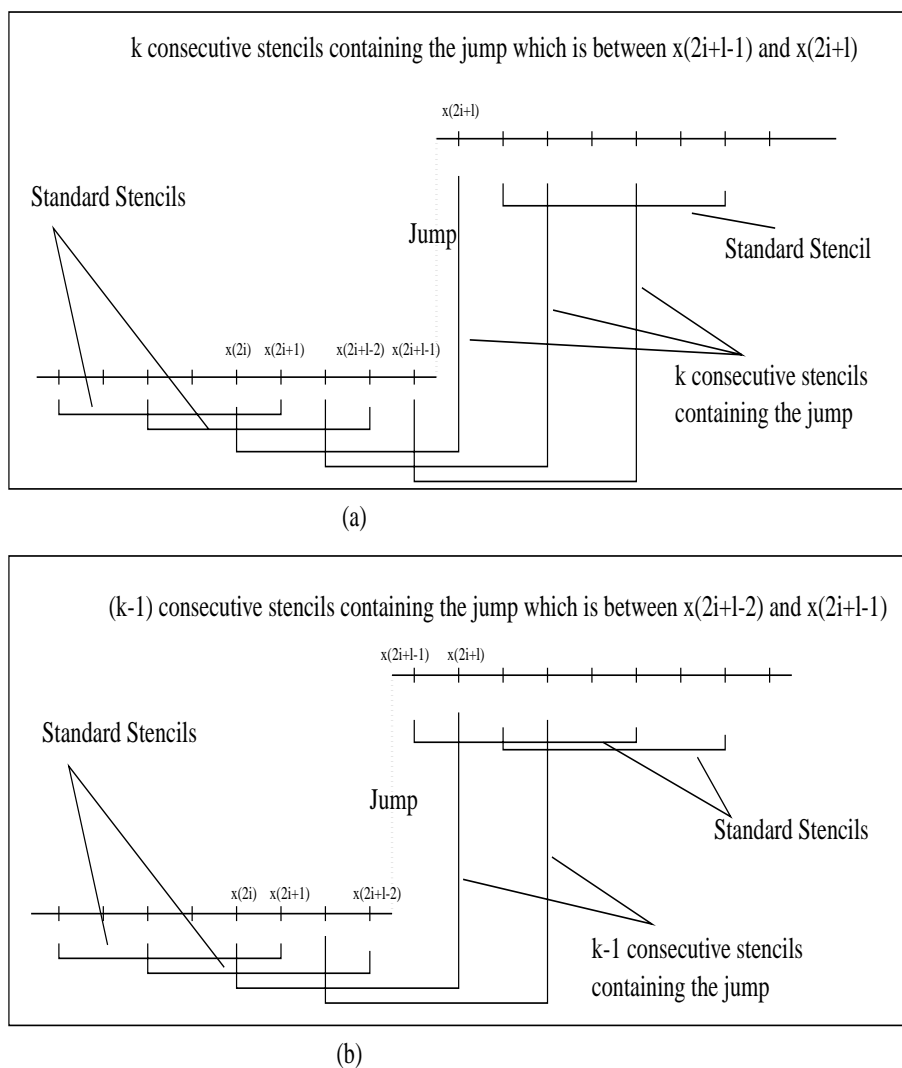 k consecutive stencils containing the jump which is between x(2i+l-1) and x(2i+l)
x(2i+l)
Standard Stencils
Jump
Standard Stencil
x(2i) x(2i+1) x(2i+l-2) x(2i+l-1)
k consecutive stencils
containing the jump
(a)
(k-1) consecutive stencils containing the jump which is between x(2i+l-2) and x(2i+l-1)
x(2i+l-1) x(2i+l)
Standard Stencils
Jump
Standard Stencils
x(2i) x(2i+1) x(2i+l-2)
k-1 consecutive stencils
containing the jump
(b)